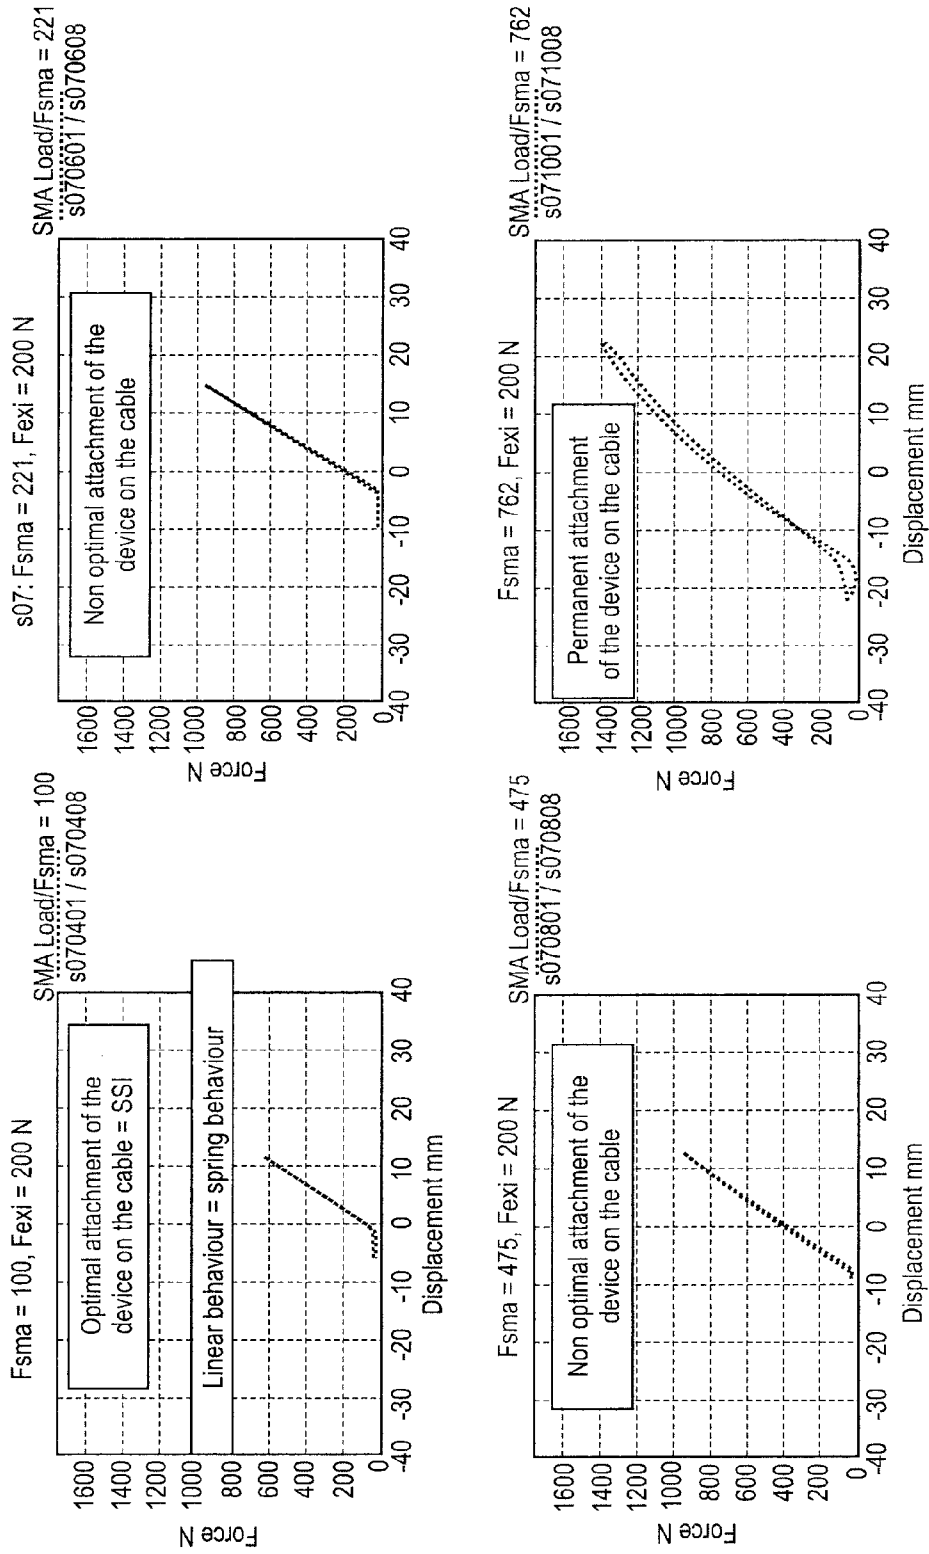 Fsma = 100, Fexi = 200 N
SMA Load/Fsma = 100
s070401 / s070408
Optimal attachment of the
device on the cable = SSI
Linear behaviour = spring behaviour
Force N
1600
1400
1200
1000
800
600
400
200
0
-40
-30
-20
-10
0
10
20
30
40
Displacement mm
s07: Fsma = 221, Fexi = 200 N
SMA Load/Fsma = 221
s070601 / s070608
Non optimal attachment of the
device on the cable
Force N
1600
1400
1200
1000
800
600
400
200
0
-40
-30
-20
-10
0
10
20
30
40
Fsma = 475, Fexi = 200 N
SMA Load/Fsma = 475
s070801 / s070808
Non optimal attachment of the
device on the cable
Force N
1600
1400
1200
1000
800
600
400
200
0
-40
-30
-20
-10
0
10
20
30
40
Displacement mm
Fsma = 762, Fexi = 200 N
SMA Load/Fsma = 762
s071001 / s071008
Permanent attachment
of the device on the cable
Force N
1600
1400
1200
1000
800
600
400
200
0
-40
-30
-20
-10
0
10
20
30
40
Displacement mm